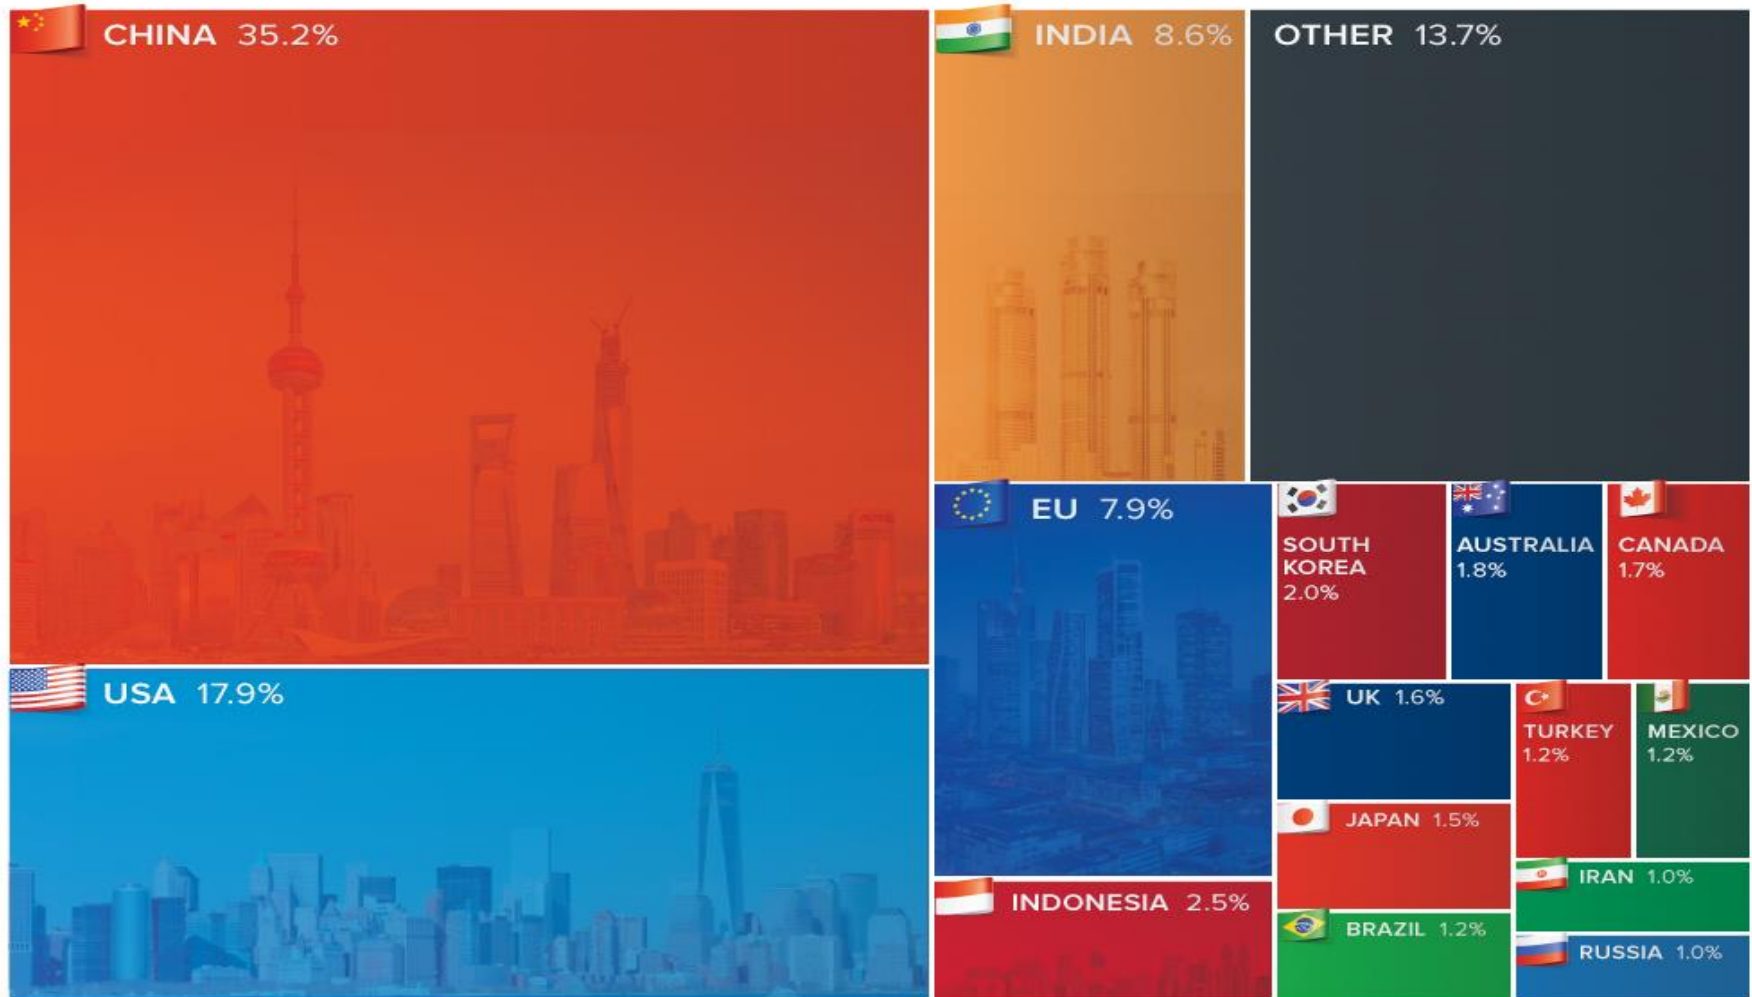 CHINA 35.2%
INDIA 8.6%
OTHER 13.7%
USA 17.9%
EU 7.9%
SOUTH
KOREA
2.0%
AUSTRALIA
1.8%
CANADA
1.7%
UK 1.6%
TURKEY
1.2%
MEXICO
1.2%
JAPAN 1.5%
IRAN 1.0%
INDONESIA 2.5%
BRAZIL 1.2%
RUSSIA 1.0%